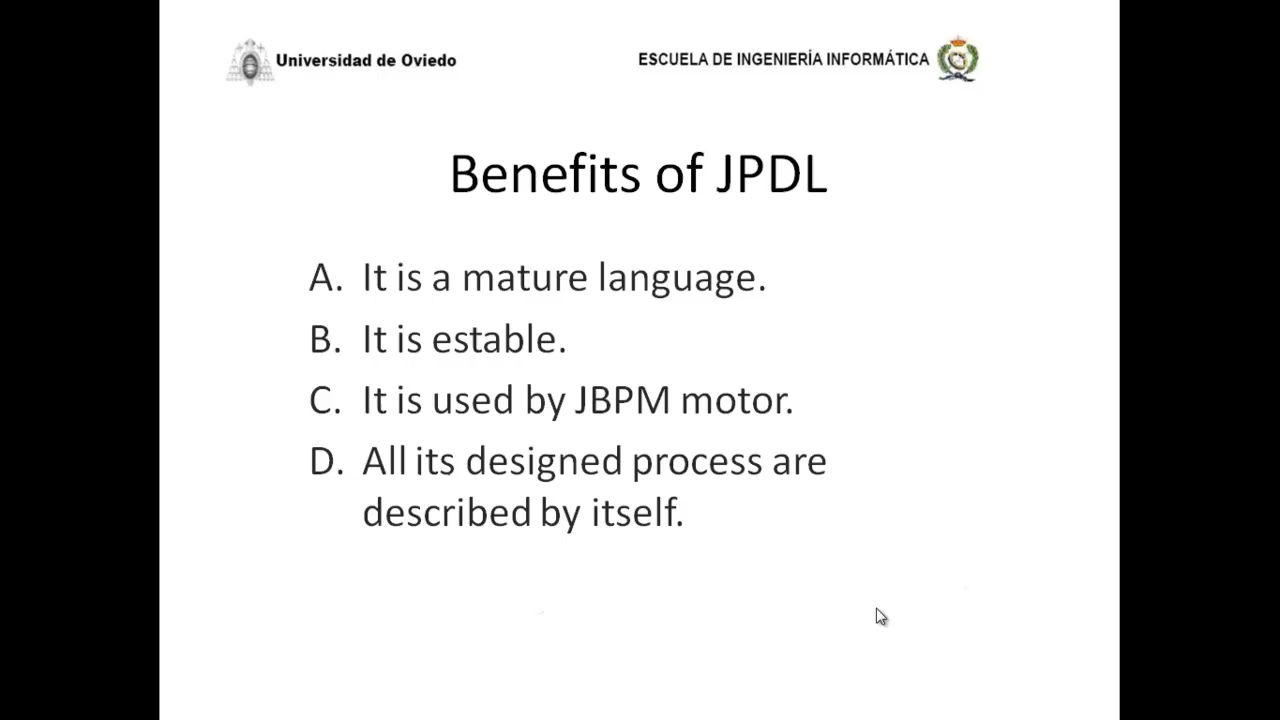 Universidad de Oviedo
ESCUELA DE INGENIERÍA INFORMÁTICA
Benefits of JPDL
A. It is a mature language.
B. It is estable.
C. It is used by JBPM motor.
D. All its designed process are
described by itself.